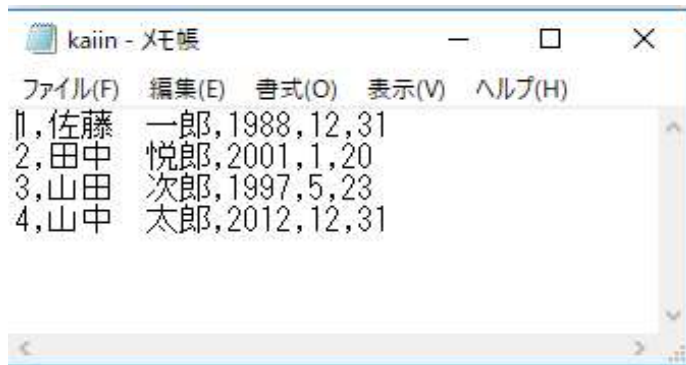 kaiin - メモ帳
ファイル(F) 編集(E) 書式(O) 表示(V) ヘルプ(H)
1,佐藤　一郎,1988,12,31
2,田中　悦郎,2001,1,20
3,山田　次郎,1997,5,23
4,山中　太郎,2012,12,31